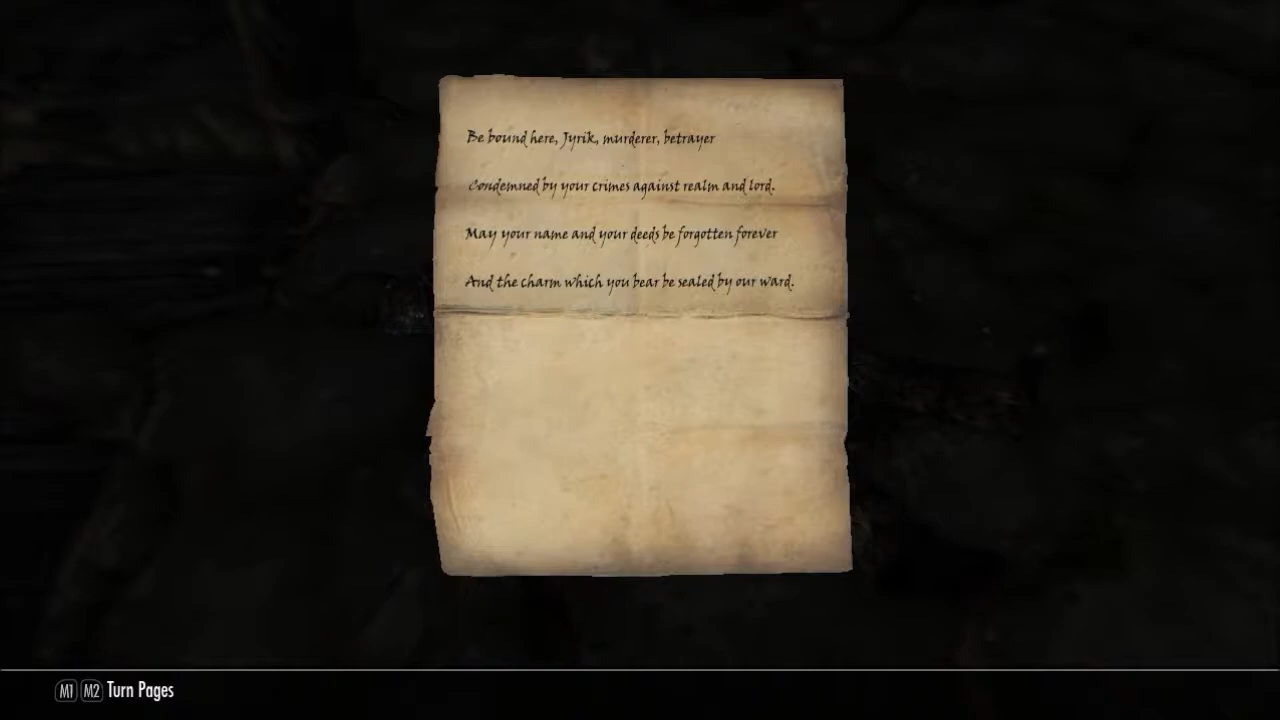 Be bound here, Jyrik, murderer, betrayer
Condemned by your crimes against realm and lord.
May your name and your deeds be forgotten forever
And the charm which you bear be sealed by our ward.
M1 M2 Turn Pages